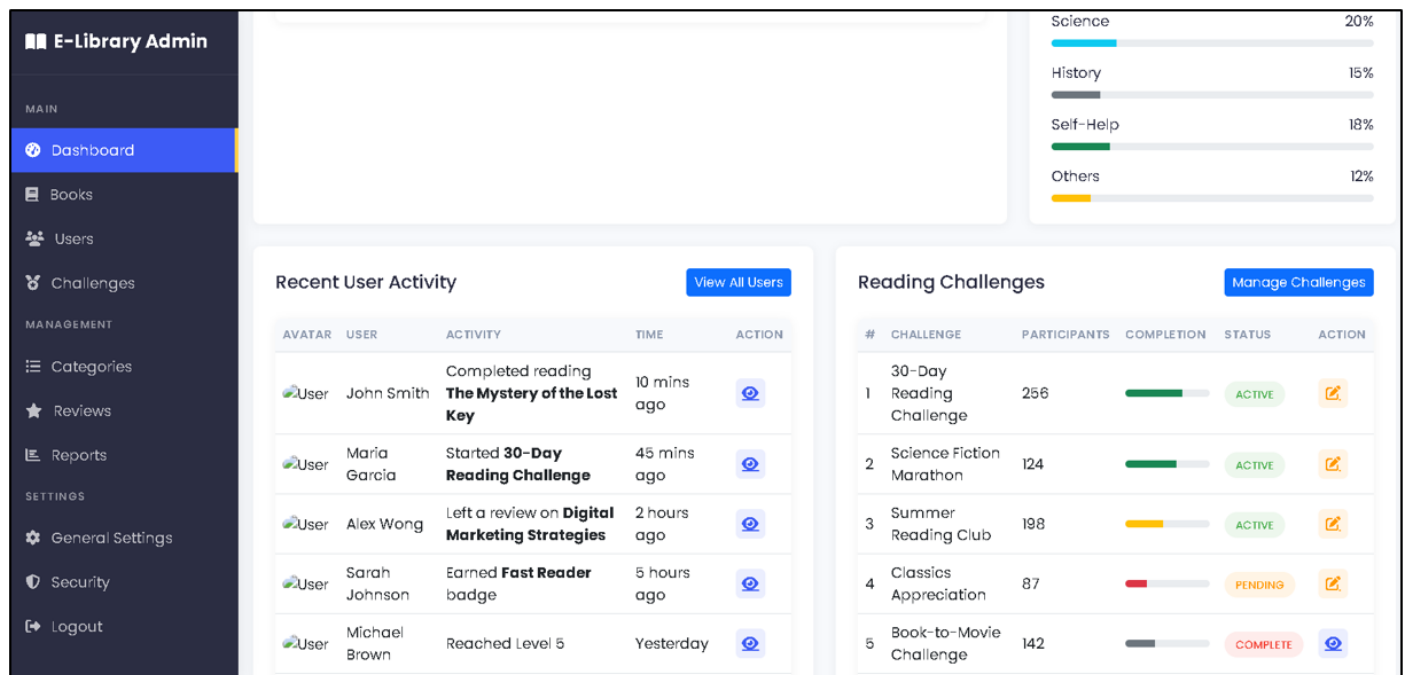 E-Library Admin
MAIN
Dashboard
Books
Users
Challenges
MANAGEMENT
Categories
Reviews
Reports
SETTINGS
General Settings
Security
Logout
Science 20%
History 15%
Self-Help 18%
Others 12%
Recent User Activity View All Users
AVATAR USER ACTIVITY TIME ACTION
User John Smith Completed reading
The Mystery of the Lost
Key 10 mins
ago
User Maria
Garcia Started 30-Day
Reading Challenge 45 mins
ago
User Alex Wong Left a review on Digital
Marketing Strategies 2 hours
ago
User Sarah
Johnson Earned Fast Reader
badge 5 hours
ago
User Michael
Brown Reached Level 5 Yesterday
Reading Challenges Manage Challenges
# CHALLENGE PARTICIPANTS COMPLETION STATUS ACTION
1 30-Day
Reading
Challenge 256 ACTIVE
2 Science Fiction
Marathon 124 ACTIVE
3 Summer
Reading Club 198 ACTIVE
4 Classics
Appreciation 87 PENDING
5 Book-to-Movie
Challenge 142 COMPLETE